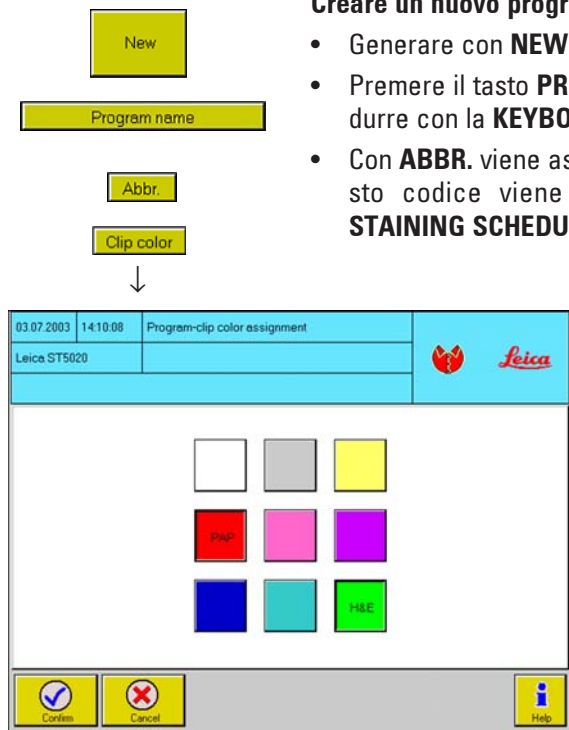 Creare un nuovo progr
New
• Generare con NEW
• Premere il tasto PR
Program name
durre con la KEYBO
• Con ABBR. viene as
Abbr.
sto codice viene
STAINING SCHEDU
Clip color
↓
03.07.2003 14:10:08 Program-clip color assignment
Leica ST5020
Leica
PAP
H&E
Confirm Cancel Help